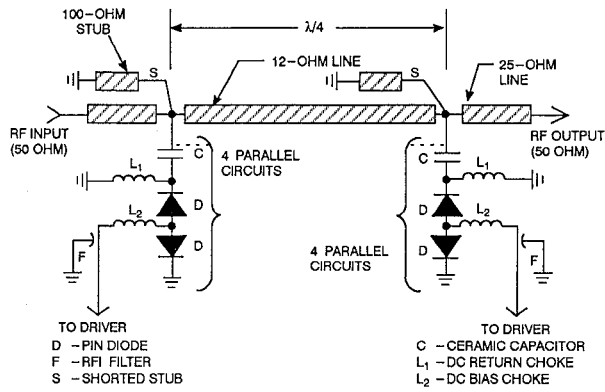 100-OHM
STUB
λ/4
S
12-OHM LINE
S
25-OHM
LINE
RF INPUT
(50 OHM)
RF OUTPUT
(50 OHM)
C
4 PARALLEL
CIRCUITS
C
L1
L1
D
D
L2
L2
D
D
F
4 PARALLEL
CIRCUITS
F
TO DRIVER
D – PIN DIODE
F – RFI FILTER
S – SHORTED STUB
TO DRIVER
C – CERAMIC CAPACITOR
L1 – DC RETURN CHOKE
L2 – DC BIAS CHOKE